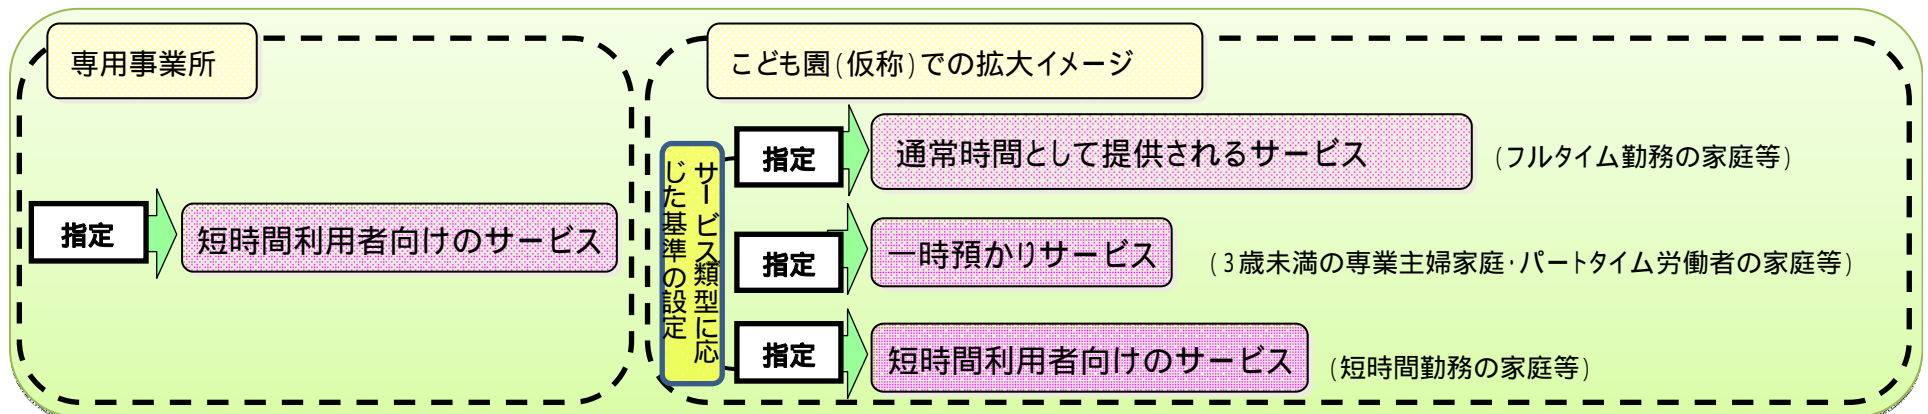 専用事業所
指定
短時間利用者向けのサービス
こども園(仮称)での拡大イメージ
サービス類型に応
じた基準の設定
指定
通常時間として提供されるサービス
(フルタイム勤務の家庭等)
指定
一時預かりサービス
(3歳未満の専業主婦家庭・パートタイム労働者の家庭等)
指定
短時間利用者向けのサービス
(短時間勤務の家庭等)